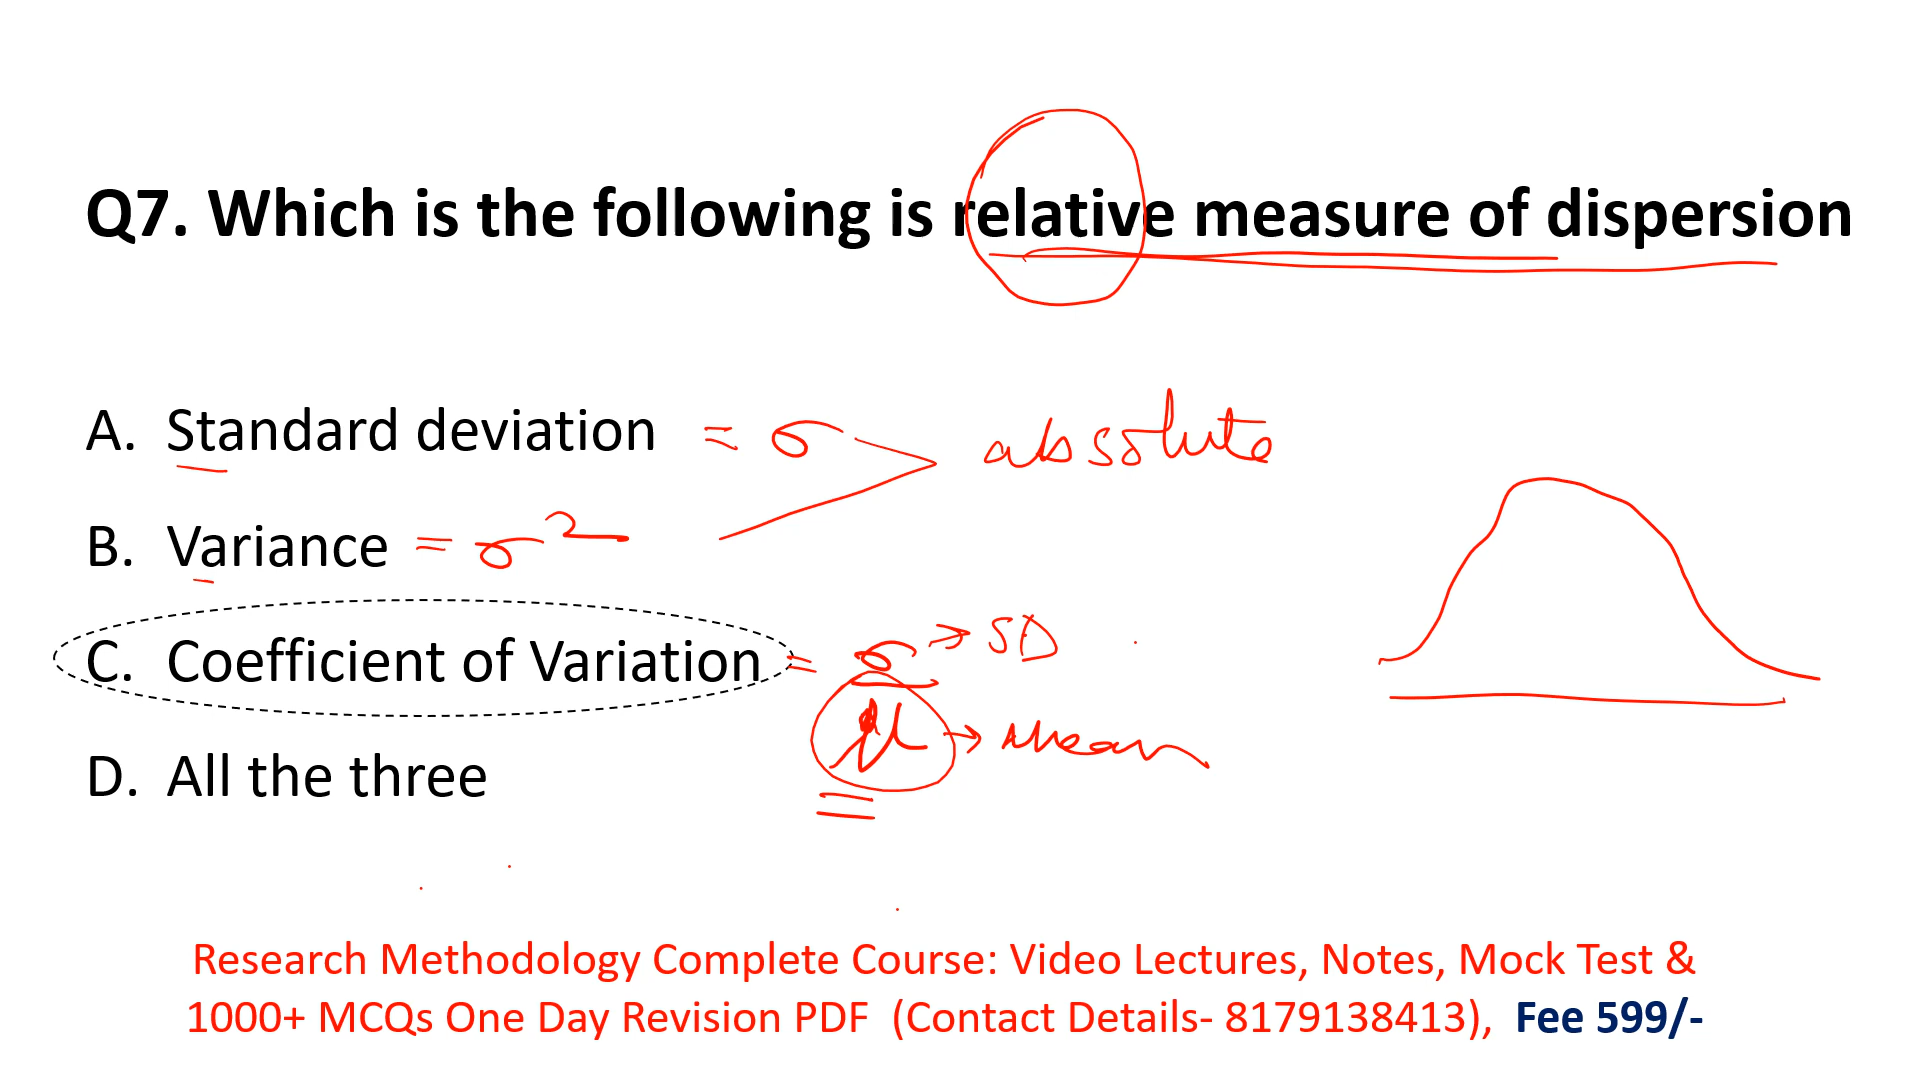 Q7. Which is the following is relative measure of dispersion
A. Standard deviation = σ absolute
B. Variance = σ²
C. Coefficient of Variation = σ → SD
μ → Mean
D. All the three
Research Methodology Complete Course: Video Lectures, Notes, Mock Test &
1000+ MCQs One Day Revision PDF (Contact Details- 8179138413), Fee 599/-